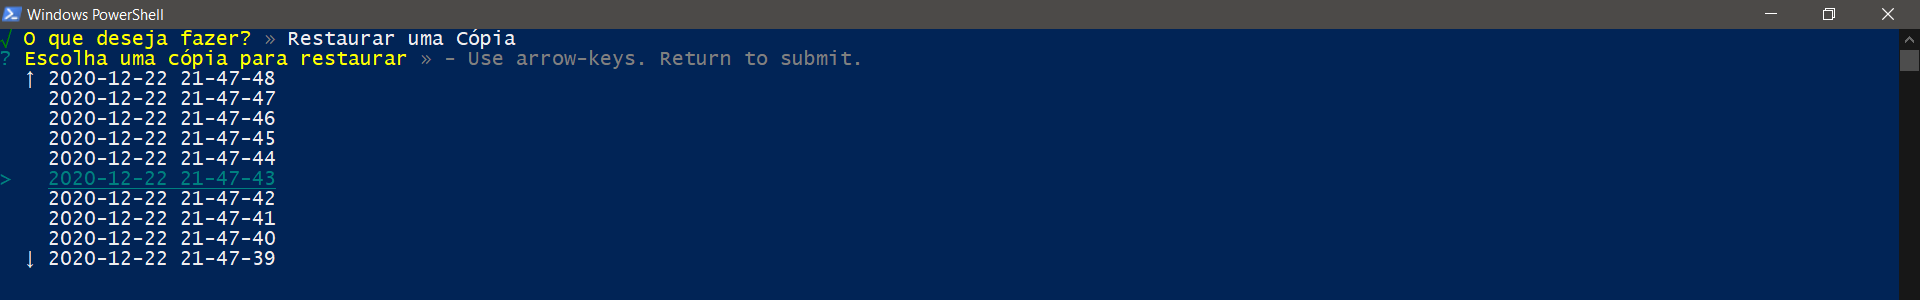 Windows PowerShell
√ O que deseja fazer? » Restaurar uma Cópia
? Escolha uma cópia para restaurar » - Use arrow-keys. Return to submit.
↑ 2020-12-22 21-47-48
2020-12-22 21-47-47
2020-12-22 21-47-46
2020-12-22 21-47-45
2020-12-22 21-47-44
> 2020-12-22 21-47-43
2020-12-22 21-47-42
2020-12-22 21-47-41
2020-12-22 21-47-40
↓ 2020-12-22 21-47-39